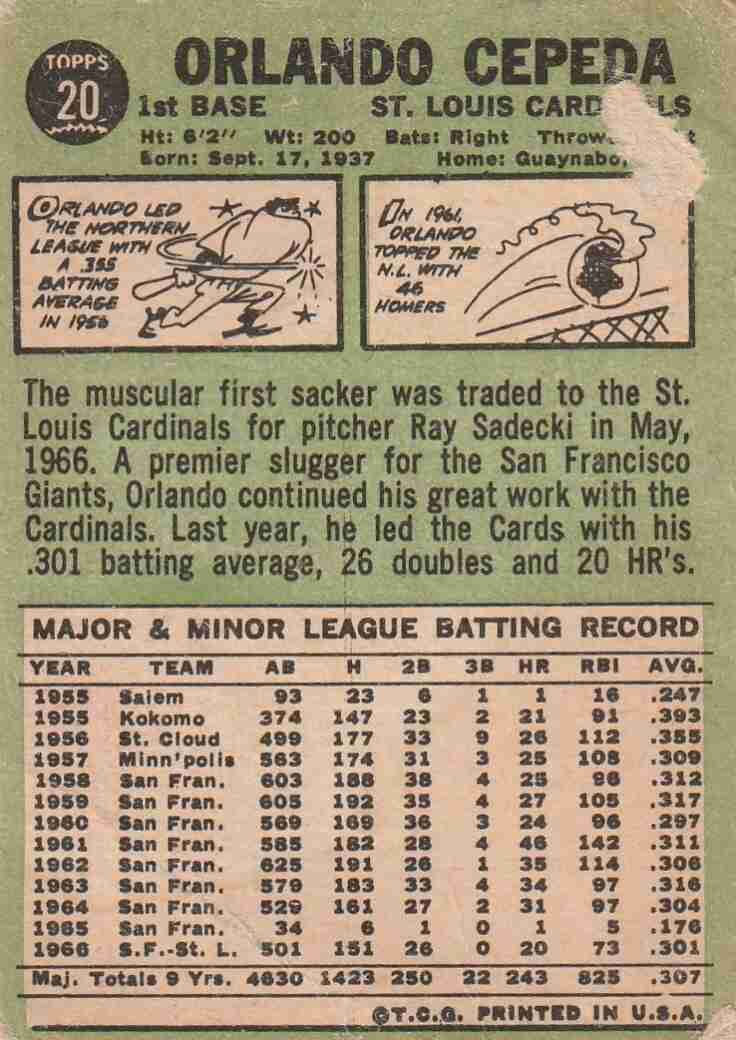 TOPPS
20
ORLANDO CEPEDA
1st BASE ST. LOUIS
Ht: 6'2" Wt: 200 Bats: Right
Born: Sept. 17, 1937 Home: Guaynabo,
ORLANDO LED
THE NORTHERN
LEAGUE WITH
A .355
BATTING
AVERAGE
IN 1956
IN 1961,
ORLANDO
TOPPED THE
N.L. WITH
46
HOMERS
The muscular first sacker was traded to the St.
Louis Cardinals for pitcher Ray Sadecki in May,
1966. A premier slugger for the San Francisco
Giants, Orlando continued his great work with the
Cardinals. Last year, he led the Cards with his
.301 batting average, 26 doubles and 20 HR's.
MAJOR & MINOR LEAGUE BATTING RECORD
YEAR TEAM AB H 2B 3B HR RBI AVG.
1955 Salem 93 23 6 1 1 16 .247
1955 Kokomo 374 147 23 2 21 91 .393
1956 St. Cloud 499 177 33 9 26 112 .355
1957 Minn'polis 563 174 31 3 25 108 .309
1958 San Fran. 603 188 38 4 25 96 .312
1959 San Fran. 605 192 35 4 27 105 .317
1960 San Fran. 569 169 36 3 24 96 .297
1961 San Fran. 585 182 28 4 46 142 .311
1962 San Fran. 625 191 26 1 35 114 .306
1963 San Fran. 579 183 33 4 34 97 .316
1964 San Fran. 529 161 27 2 31 97 .304
1965 San Fran. 34 6 1 0 1 5 .176
1966 S.F.-St. L. 501 151 26 0 20 73 .301
Maj. Totals 9 Yrs. 4630 1423 250 22 243 825 .307
©T.C.G. PRINTED IN U.S.A.